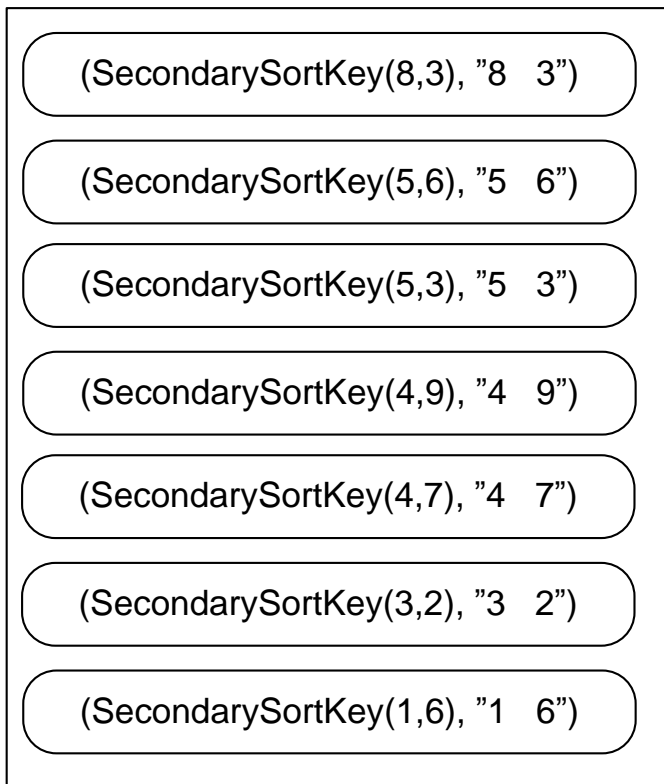 (SecondarySortKey(8,3), ”8   3”)
(SecondarySortKey(5,6), ”5   6”)
(SecondarySortKey(5,3), ”5   3”)
(SecondarySortKey(4,9), ”4   9”)
(SecondarySortKey(4,7), ”4   7”)
(SecondarySortKey(3,2), ”3   2”)
(SecondarySortKey(1,6), ”1   6”)